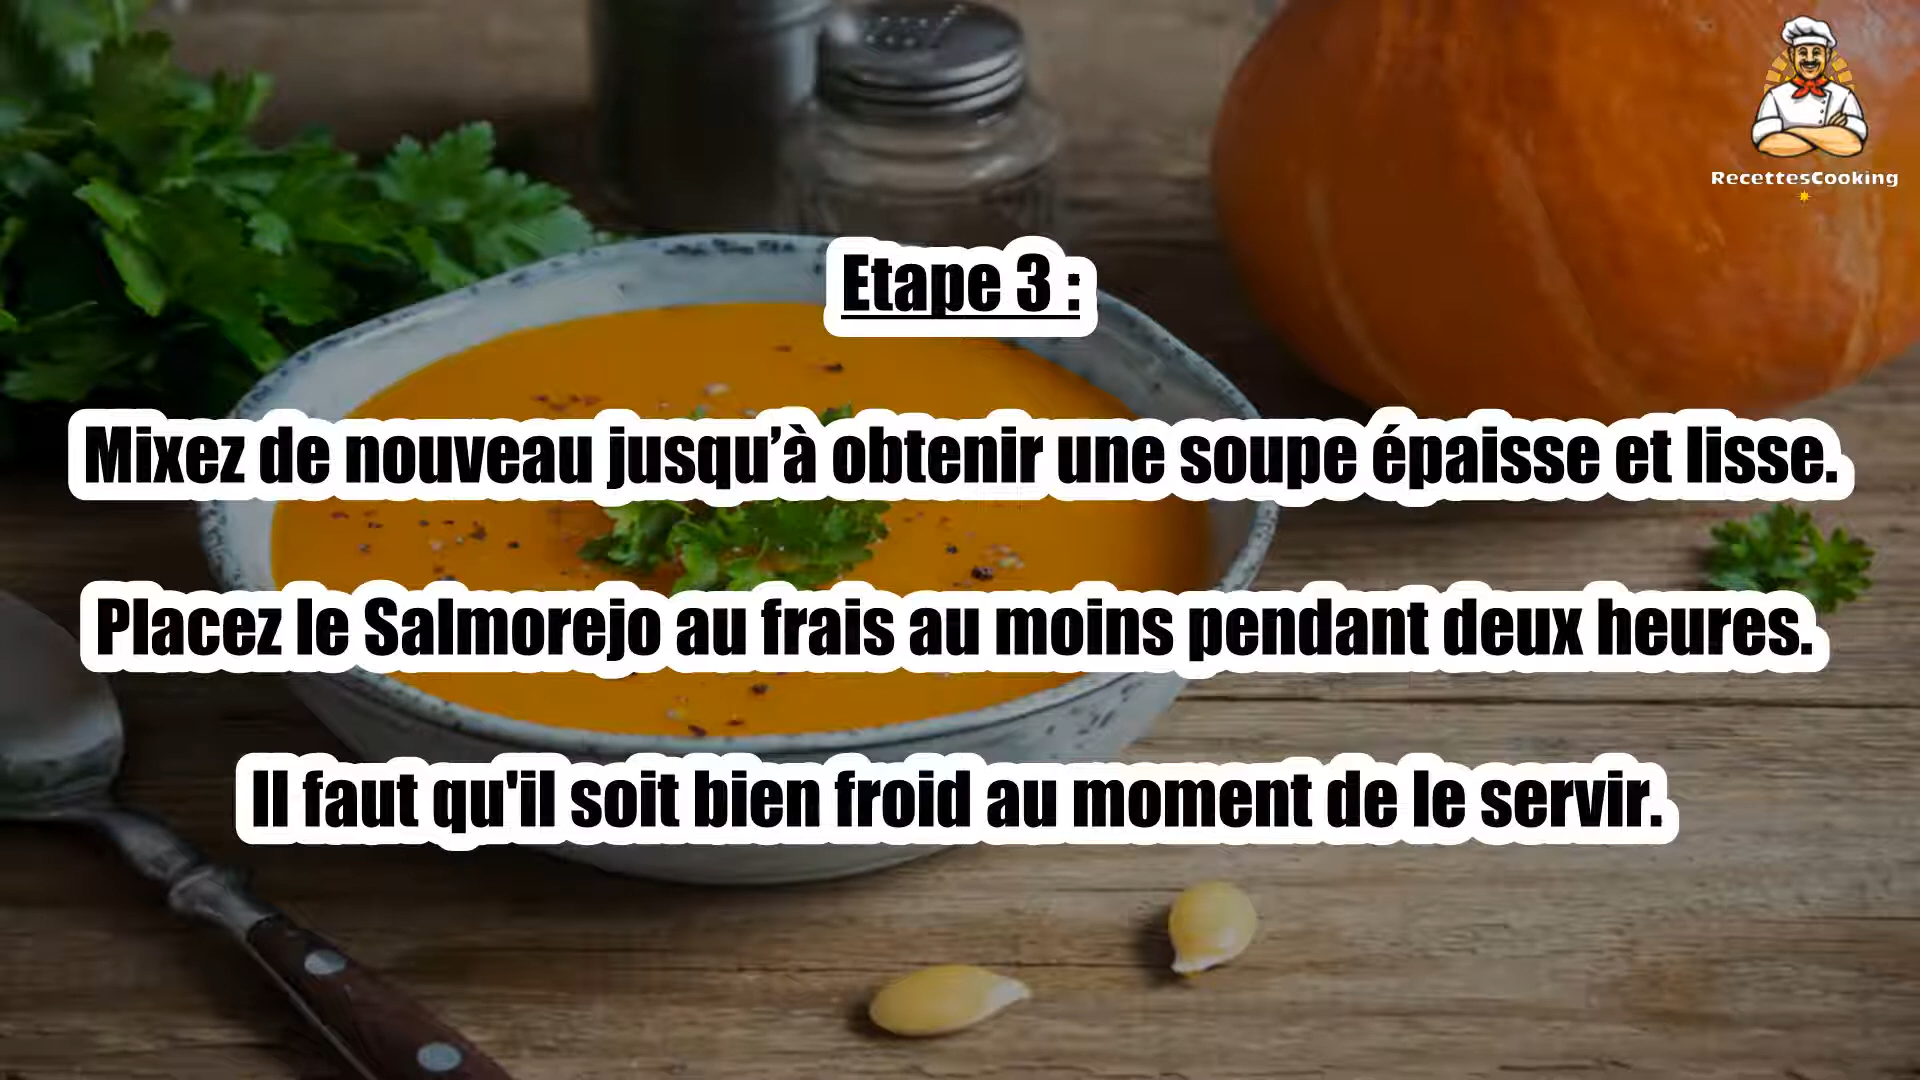 RecettesCooking
Etape 3 :
Mixez de nouveau jusqu’à obtenir une soupe épaisse et lisse.
Placez le Salmorejo au frais au moins pendant deux heures.
Il faut qu'il soit bien froid au moment de le servir.